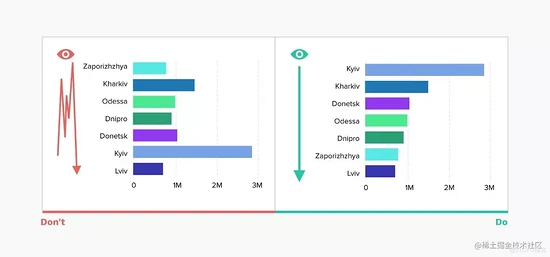 Zaporizhzhya
Kharkiv
Odessa
Dnipro
Donetsk
Kyiv
Lviv
0 1M 2M 3M
Kyiv
Kharkiv
Donetsk
Odessa
Dnipro
Zaporizhzhya
Lviv
0 1M 2M 3M
Don't
Do
@稀土掘金技术社区